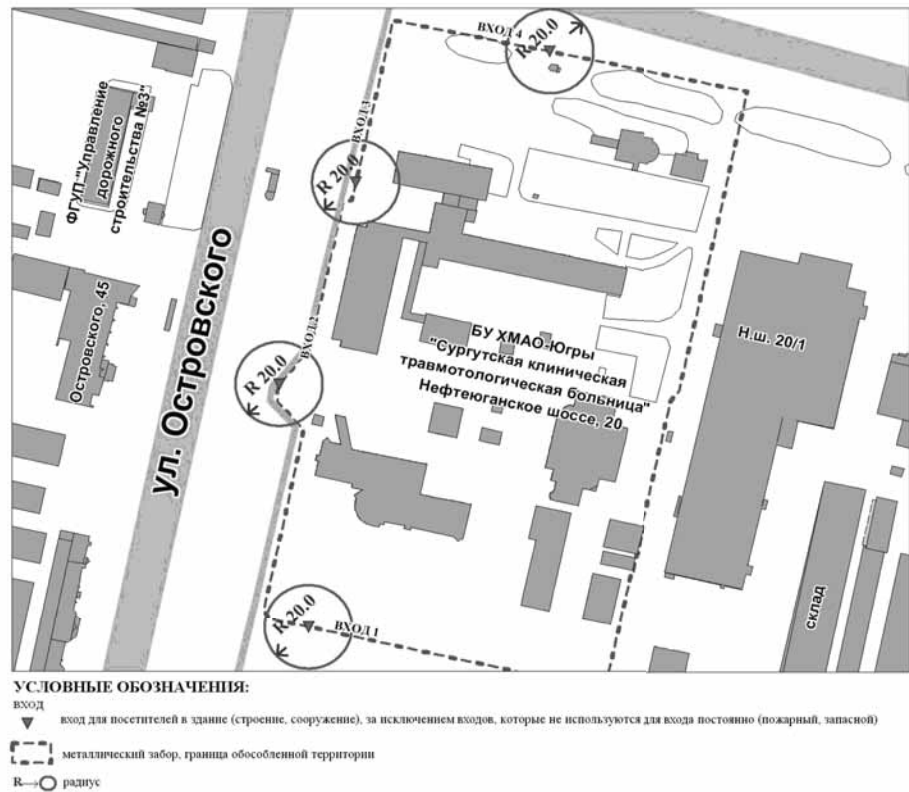 ВХОД 4
R 20.0
ФГУП "Управление
дорожного
строительства №3"
ВХОД 3
R 20.0
ул. Островского
Островского, 45
ВХОД 2
R 20.0
БУ ХМАО-Югры
"Сургутская клиническая
травмотологическая больница"
Нефтеюганское шоссе, 20
Н.ш. 20/1
склад
R 20.0
ВХОД 1
УСЛОВНЫЕ ОБОЗНАЧЕНИЯ:
ВХОД
вход для посетителей в здание (строение, сооружение), за исключением входов, которые не используются для входа постоянно (пожарный, запасной)
металлический забор, граница обособленной территории
R радиус